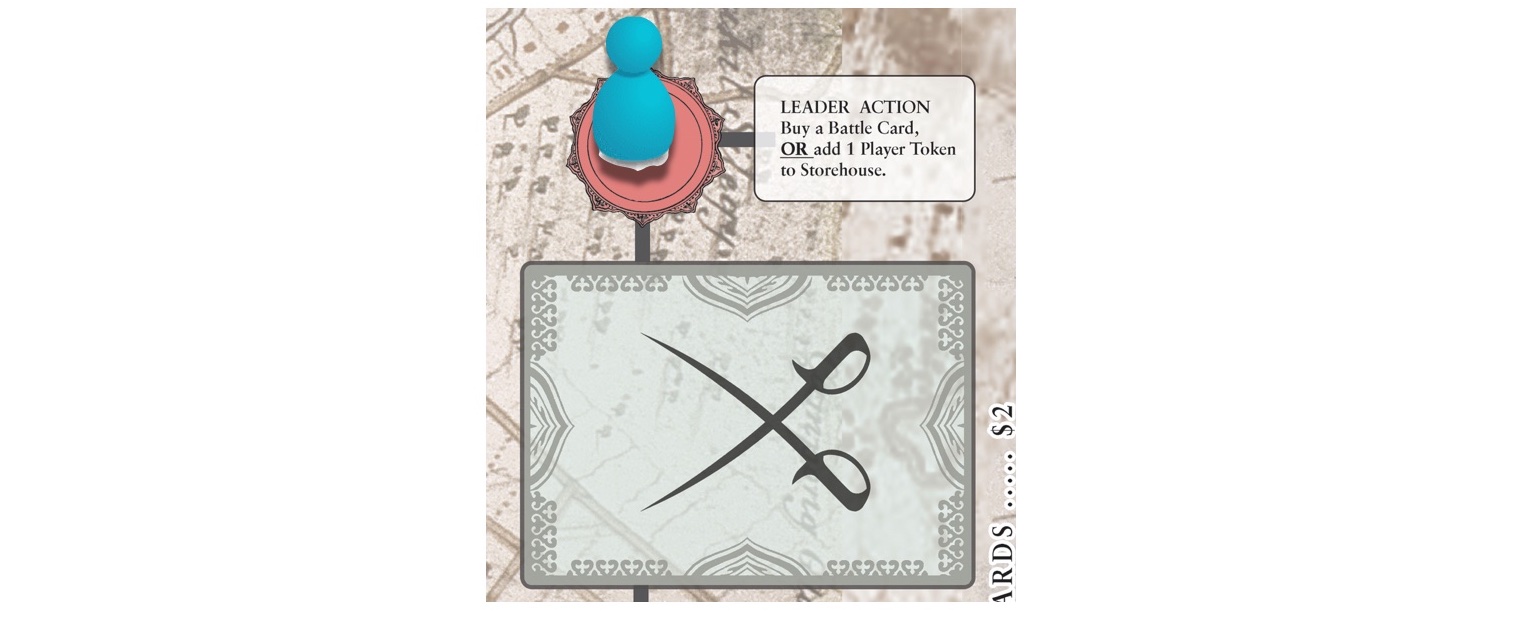 LEADER ACTION
Buy a Battle Card,
OR add 1 Player Token
to Storehouse.
ARDS ..... $2